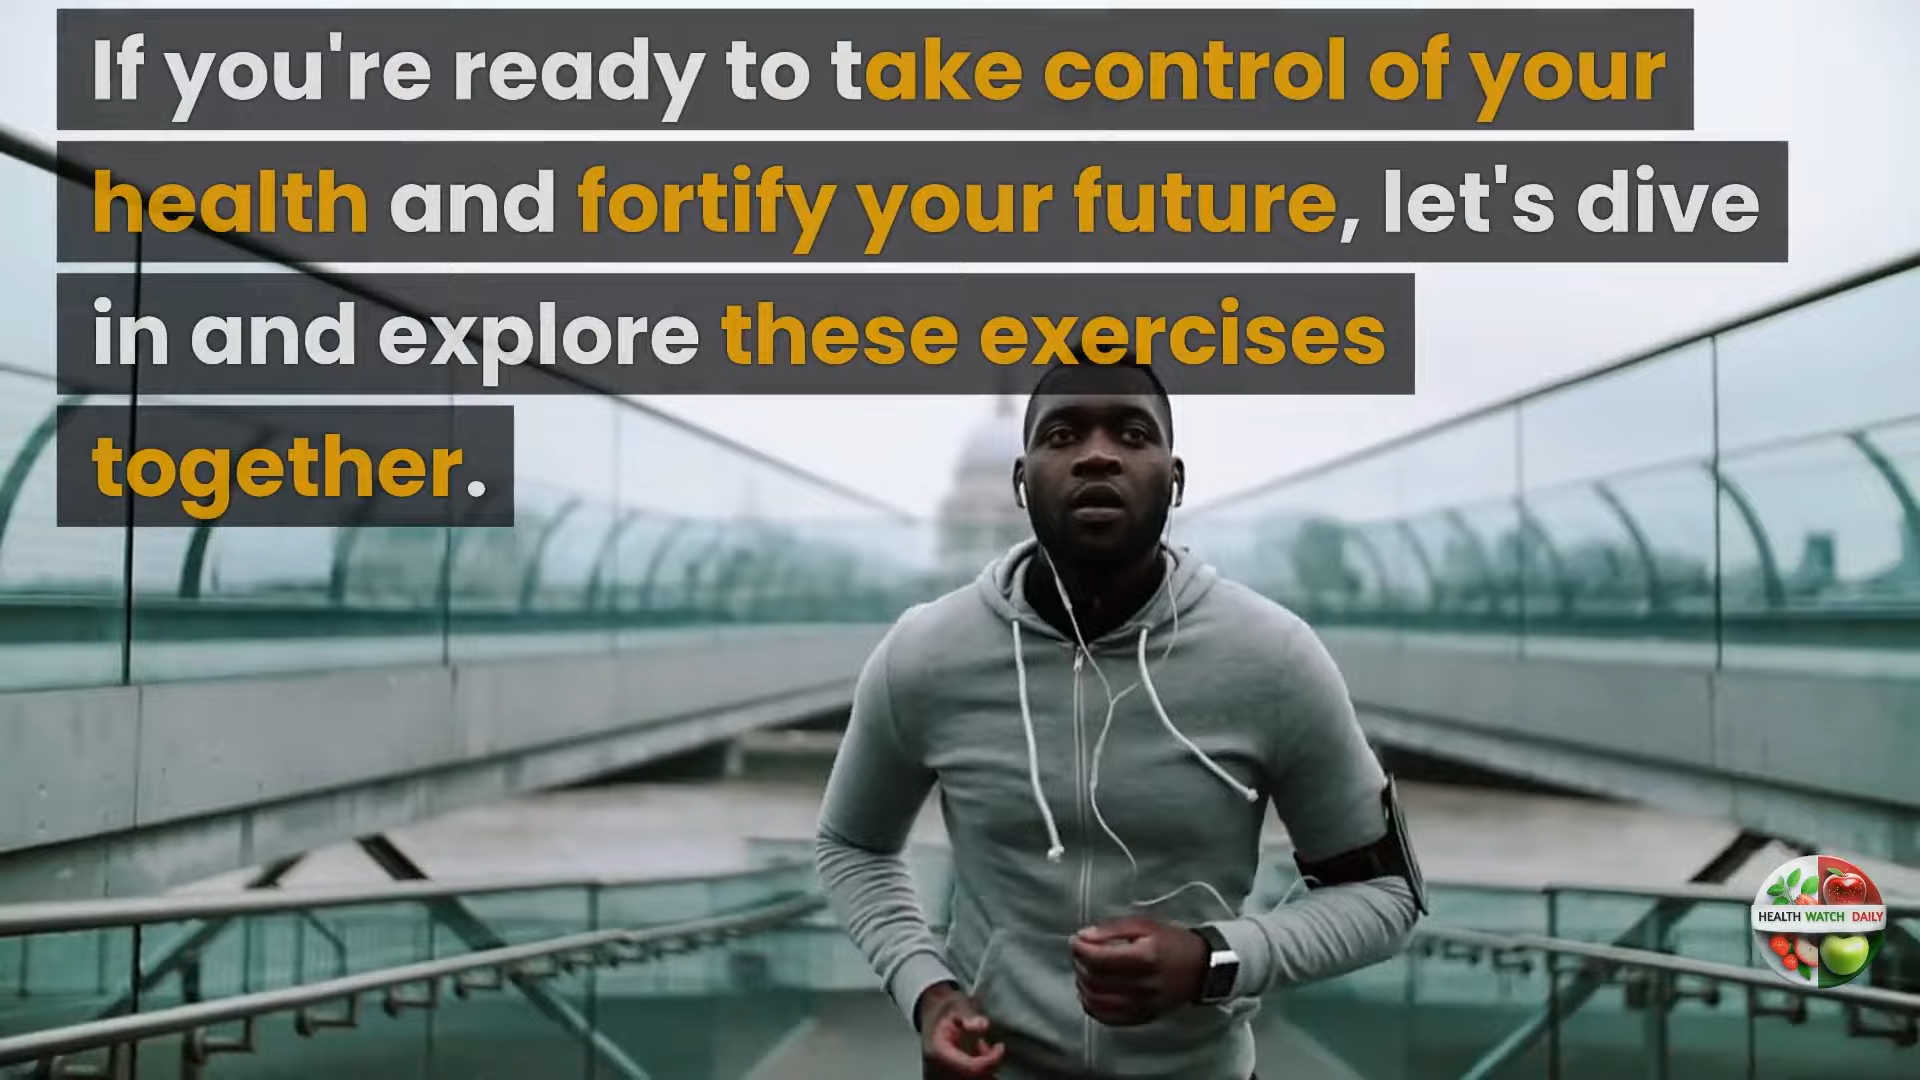 If you're ready to take control of your
health and fortify your future, let's dive
in and explore these exercises
together.
HEALTH WATCH DAILY